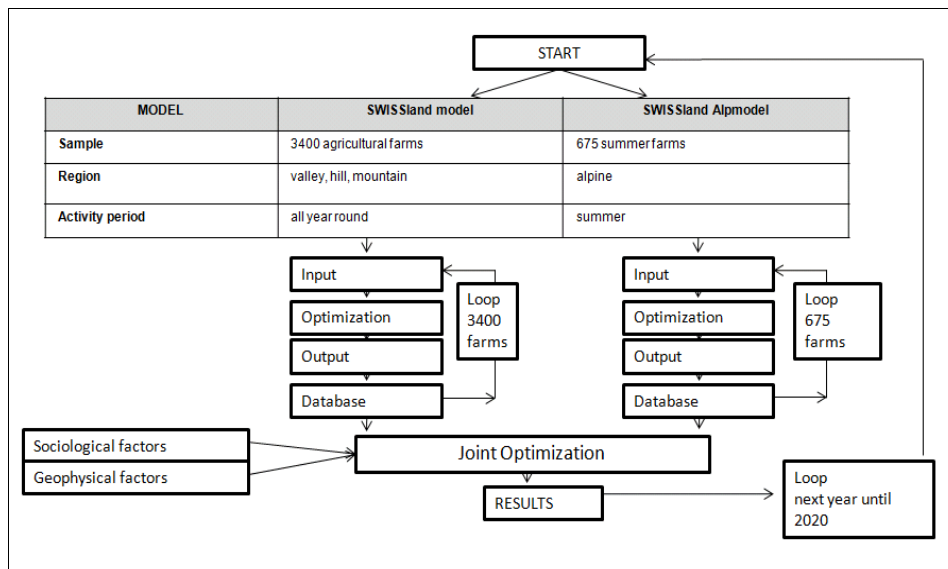 START
MODEL SWISSland model SWISSland Alpmodel
Sample 3400 agricultural farms 675 summer farms
Region valley, hill, mountain alpine
Activity period all year round summer
Input
Optimization
Output
Database
Loop
3400
farms
Input
Optimization
Output
Database
Loop
675
farms
Sociological factors
Geophysical factors
Joint Optimization
RESULTS
Loop
next year until
2020